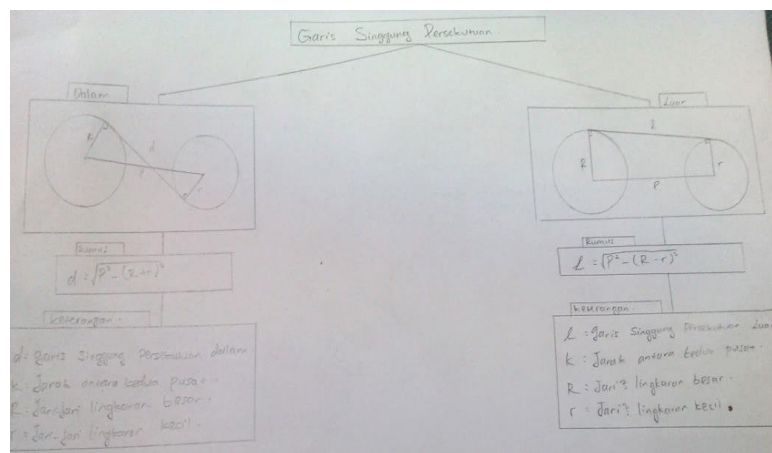 Garis Singgung Persekutuan
Dalam
R
d
P
r
Rumus
d = √P² - (R+r)²
Keterangan.
d = garis Singgung Persekutuan dallam.
k = Jarak antara kedua pusat.
R = Jari-Jari lingkaran besar.
r = Jari-Jari lingkaran kecil.
Luar
l
R
P
r
Rumus
l = √P² - (R-r)²
Keterangan
l = garis Singgung Persekutuan Luar
k = Jarak antara kedua pusat.
R = Jari² lingkaran besar.
r = Jari² lingkaran kecil.